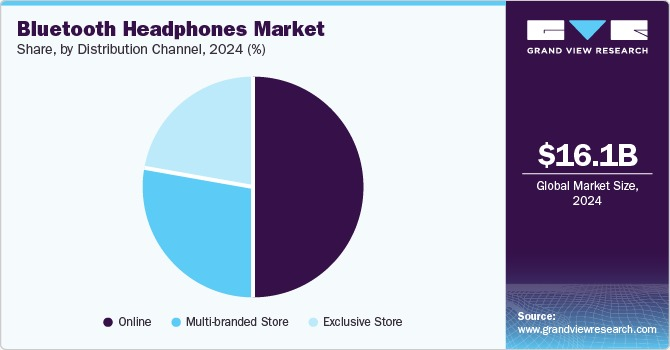 Bluetooth Headphones Market
Share, by Distribution Channel, 2024 (%)
Online
Multi-branded Store
Exclusive Store
GRAND VIEW RESEARCH
$16.1B
Global Market Size,
2024
Source:
www.grandviewresearch.com